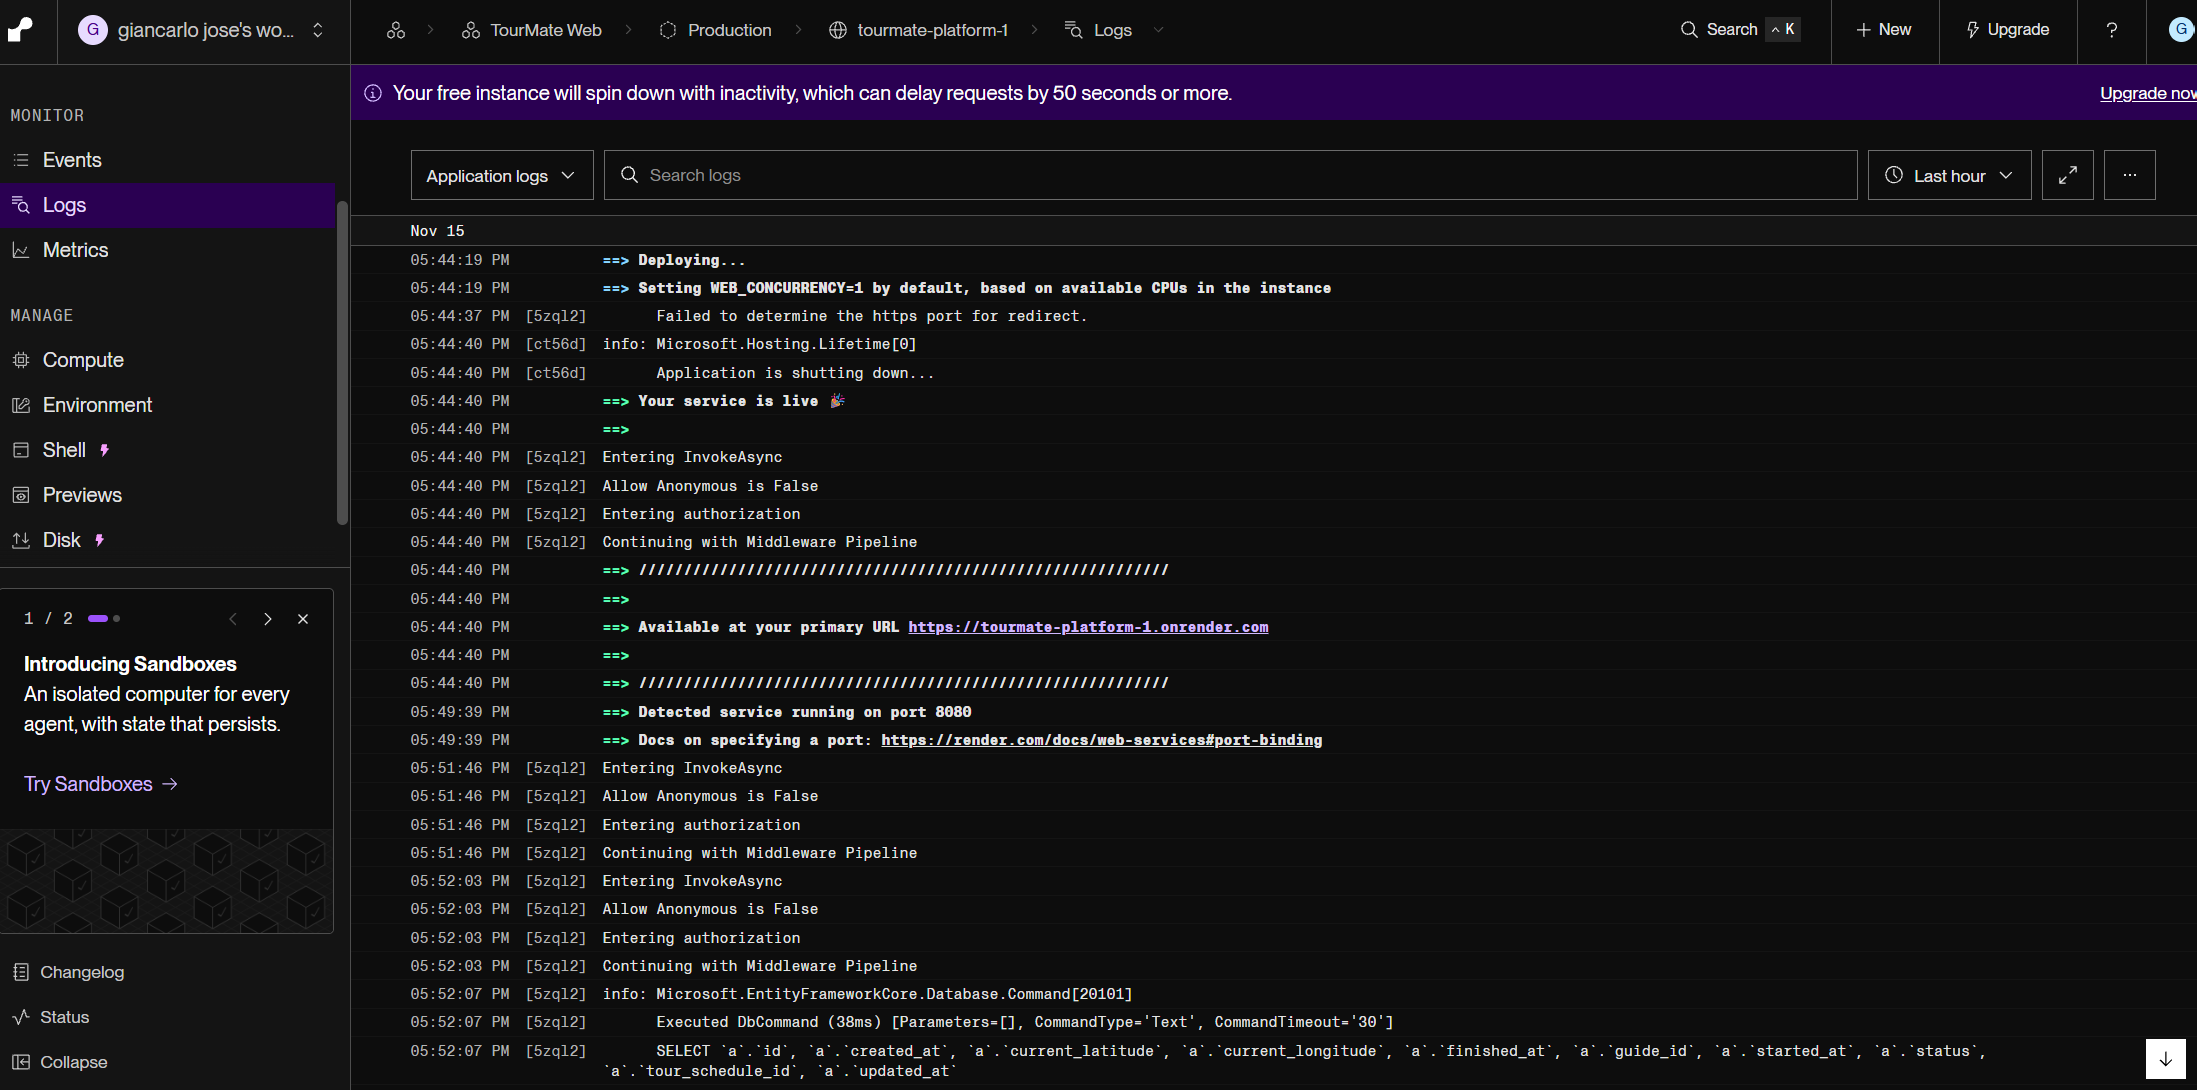 G giancarlo jose's wo...
TourMate Web
Production
tourmate-platform-1
Logs
Search ^ K
+ New
Upgrade
?
G
Your free instance will spin down with inactivity, which can delay requests by 50 seconds or more.
Upgrade now
MONITOR
Events
Logs
Metrics
MANAGE
Compute
Environment
Shell
Previews
Disk
1 / 2
Introducing Sandboxes
An isolated computer for every
agent, with state that persists.
Try Sandboxes →
Changelog
Status
Collapse
Application logs
Search logs
Last hour
...
Nov 15
05:44:19 PM ==> Deploying...
05:44:19 PM ==> Setting WEB_CONCURRENCY=1 by default, based on available CPUs in the instance
05:44:37 PM [5zql2] Failed to determine the https port for redirect.
05:44:40 PM [ct56d] info: Microsoft.Hosting.Lifetime[0]
05:44:40 PM [ct56d] Application is shutting down...
05:44:40 PM ==> Your service is live 🎉
05:44:40 PM ==>
05:44:40 PM [5zql2] Entering InvokeAsync
05:44:40 PM [5zql2] Allow Anonymous is False
05:44:40 PM [5zql2] Entering authorization
05:44:40 PM [5zql2] Continuing with Middleware Pipeline
05:44:40 PM ==> ///////////////////////////////////////////////////////////
05:44:40 PM ==>
05:44:40 PM ==> Available at your primary URL https://tourmate-platform-1.onrender.com
05:44:40 PM ==>
05:44:40 PM ==> ///////////////////////////////////////////////////////////
05:49:39 PM ==> Detected service running on port 8080
05:49:39 PM ==> Docs on specifying a port: https://render.com/docs/web-services#port-binding
05:51:46 PM [5zql2] Entering InvokeAsync
05:51:46 PM [5zql2] Allow Anonymous is False
05:51:46 PM [5zql2] Entering authorization
05:51:46 PM [5zql2] Continuing with Middleware Pipeline
05:52:03 PM [5zql2] Entering InvokeAsync
05:52:03 PM [5zql2] Allow Anonymous is False
05:52:03 PM [5zql2] Entering authorization
05:52:03 PM [5zql2] Continuing with Middleware Pipeline
05:52:07 PM [5zql2] info: Microsoft.EntityFrameworkCore.Database.Command[20101]
05:52:07 PM [5zql2] Executed DbCommand (38ms) [Parameters=[], CommandType='Text', CommandTimeout='30']
05:52:07 PM [5zql2] SELECT `a`.`id`, `a`.`created_at`, `a`.`current_latitude`, `a`.`current_longitude`, `a`.`finished_at`, `a`.`guide_id`, `a`.`started_at`, `a`.`status`,
`a`.`tour_schedule_id`, `a`.`updated_at`